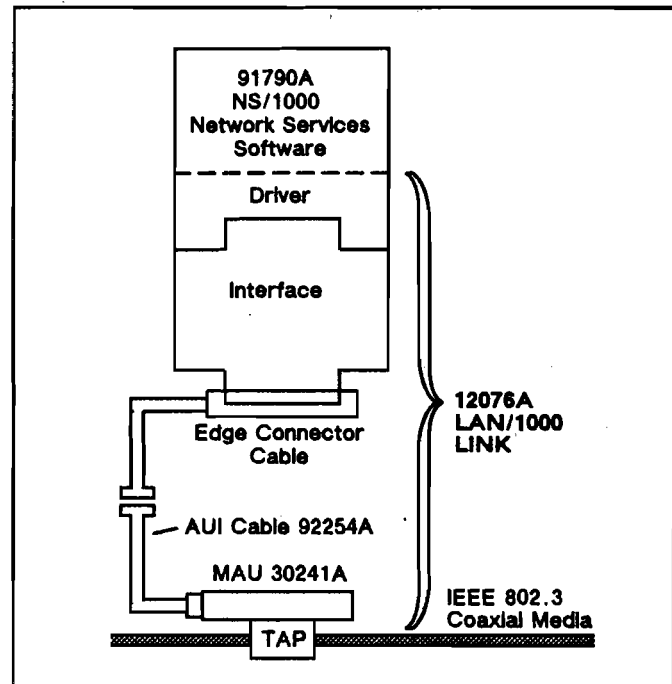 91790A
NS/1000
Network Services
Software
Driver
Interface
Edge Connector
Cable
12076A
LAN/1000
LINK
AUI Cable 92254A
MAU 30241A
IEEE 802.3
Coaxial Media
TAP